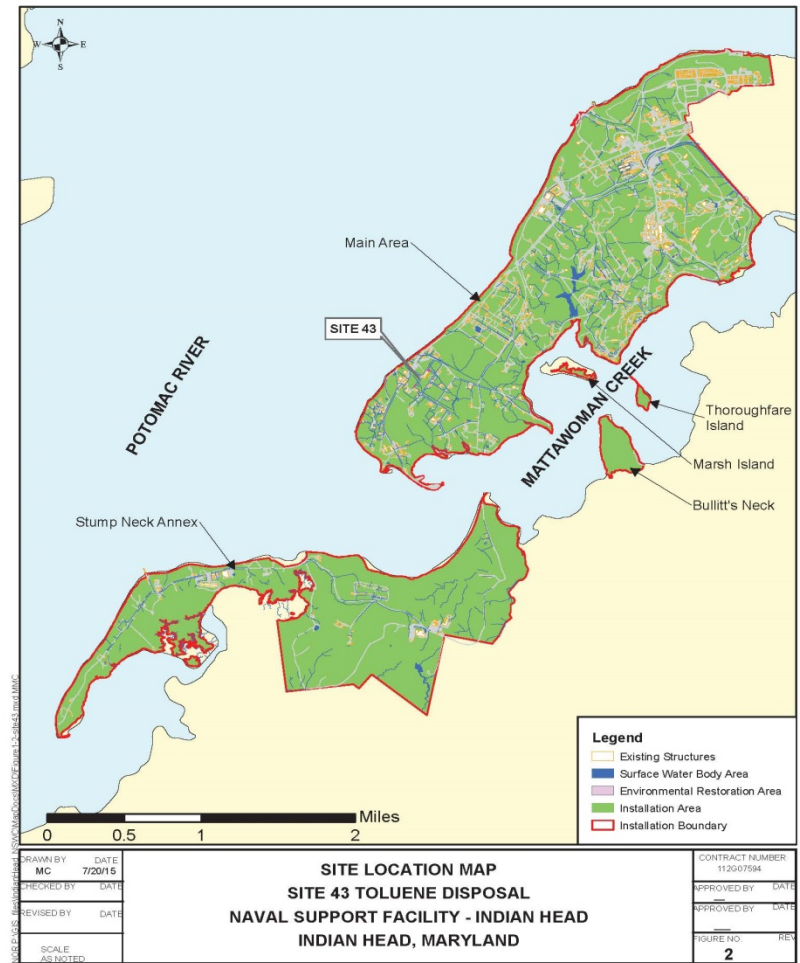 N
W E
S
Main Area
SITE 43
POTOMAC RIVER
MATTAWOMAN CREEK
Thoroughfare
Island
Marsh Island
Bullitt's Neck
Stump Neck Annex
Legend
Existing Structures
Surface Water Body Area
Environmental Restoration Area
Installation Area
Installation Boundary
Miles
0 0.5 1 2
DRAWN BY DATE
MC 7/20/15
CHECKED BY DATE
REVISED BY DATE
SCALE
AS NOTED
SITE LOCATION MAP
SITE 43 TOLUENE DISPOSAL
NAVAL SUPPORT FACILITY - INDIAN HEAD
INDIAN HEAD, MARYLAND
CONTRACT NUMBER
112G07594
APPROVED BY DATE
__
APPROVED BY DATE
FIGURE NO. REV
2